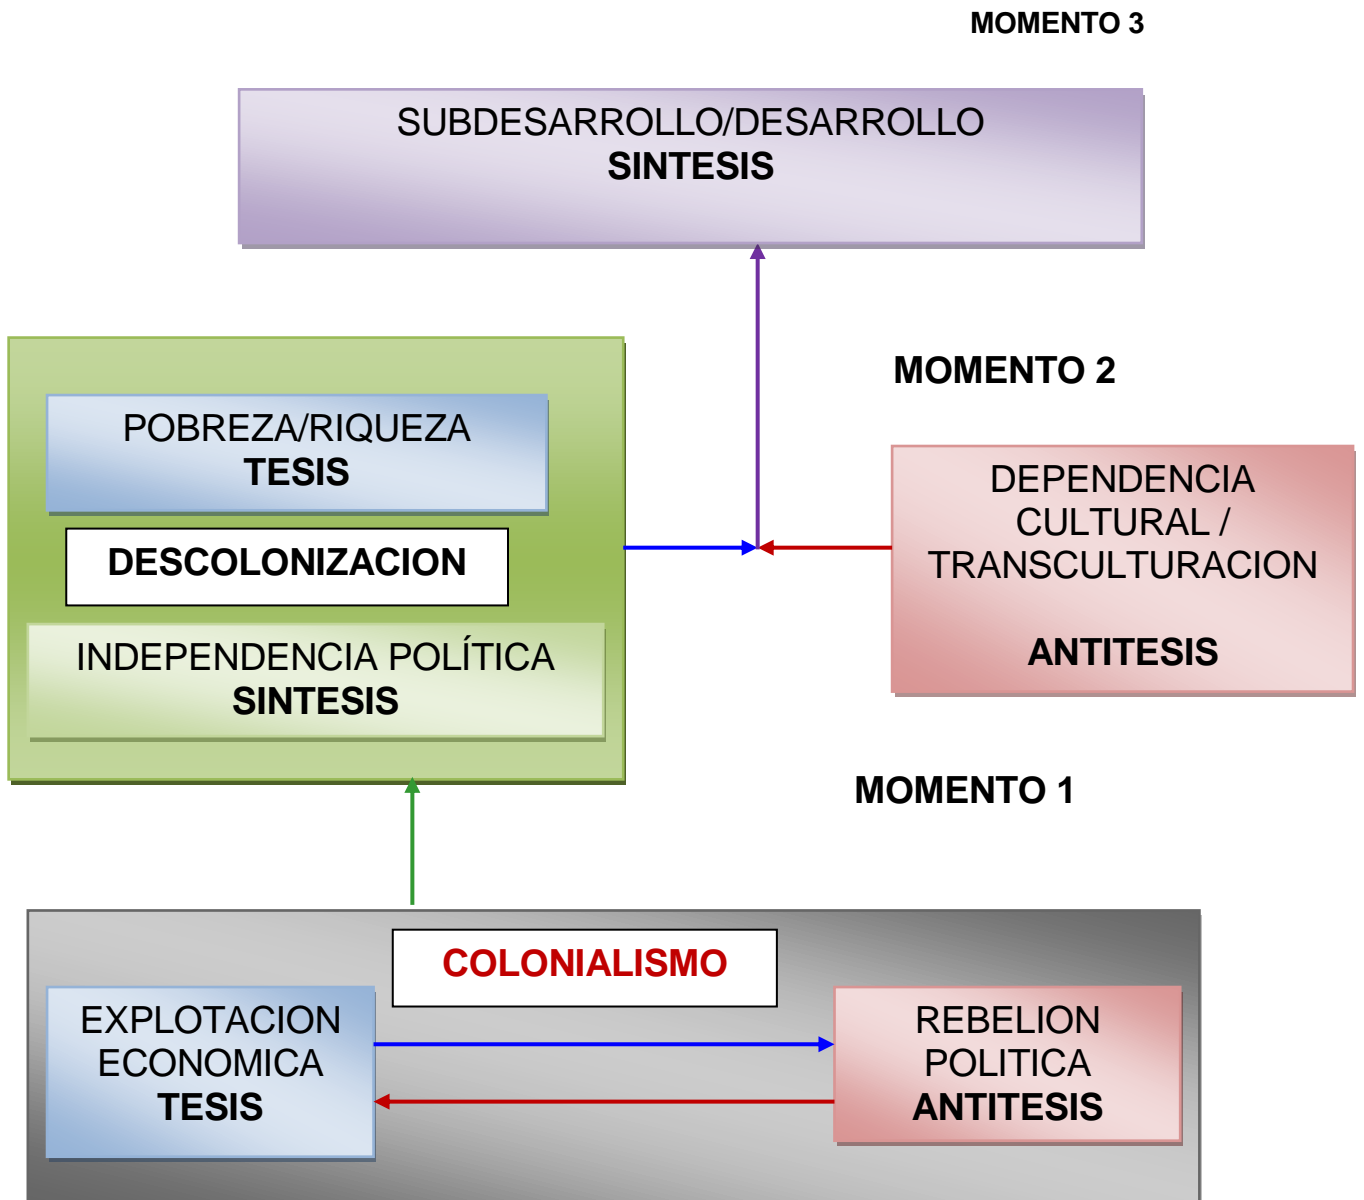 MOMENTO 3
SUBDESARROLLO/DESARROLLO
SINTESIS
MOMENTO 2
POBREZA/RIQUEZA
TESIS
DESCOLONIZACION
INDEPENDENCIA POLÍTICA
SINTESIS
DEPENDENCIA
CULTURAL /
TRANSCULTURACION
ANTITESIS
MOMENTO 1
COLONIALISMO
EXPLOTACION
ECONOMICA
TESIS
REBELION
POLITICA
ANTITESIS